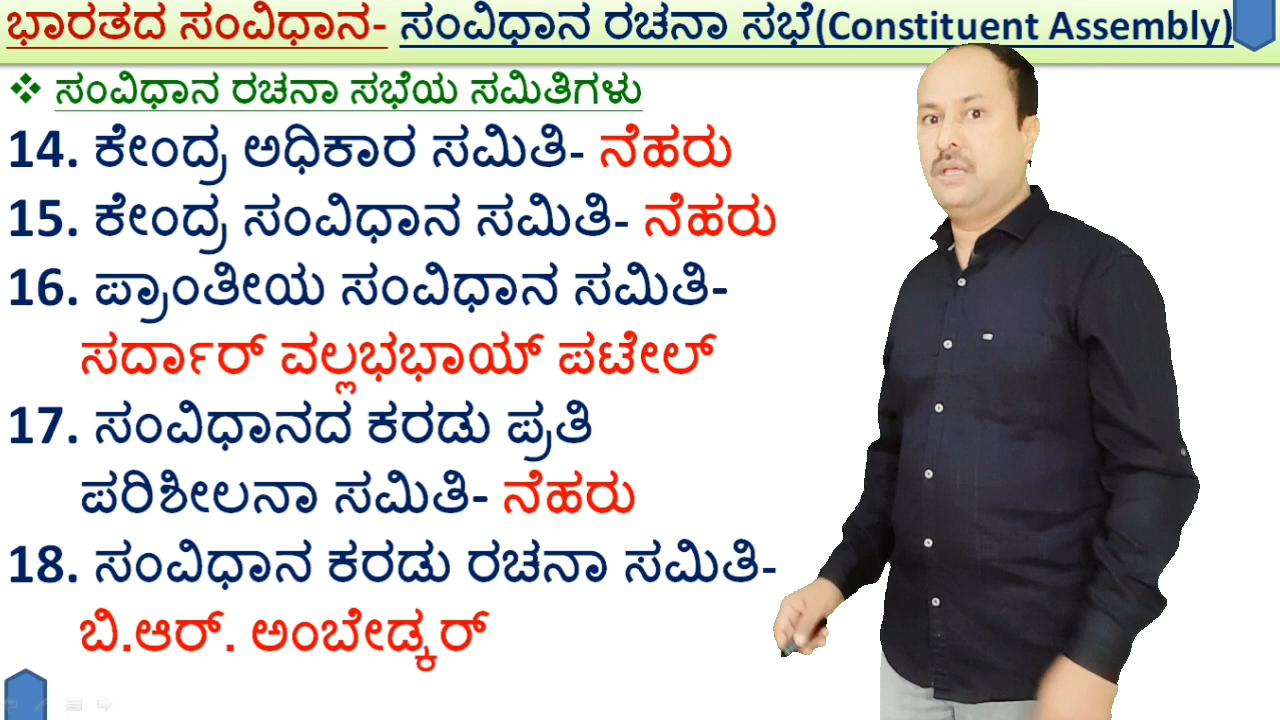 ಭಾರತದ ಸಂವಿಧಾನ- ಸಂವಿಧಾನ ರಚನಾ ಸಭೆ(Constituent Assembly)
❖ ಸಂವಿಧಾನ ರಚನಾ ಸಭೆಯ ಸಮಿತಿಗಳು
14. ಕೇಂದ್ರ ಅಧಿಕಾರ ಸಮಿತಿ- ನೆಹರು
15. ಕೇಂದ್ರ ಸಂವಿಧಾನ ಸಮಿತಿ- ನೆಹರು
16. ಪ್ರಾಂತೀಯ ಸಂವಿಧಾನ ಸಮಿತಿ-
ಸರ್ದಾರ್ ವಲ್ಲಭಭಾಯ್ ಪಟೇಲ್
17. ಸಂವಿಧಾನದ ಕರಡು ಪ್ರತಿ
ಪರಿಶೀಲನಾ ಸಮಿತಿ- ನೆಹರು
18. ಸಂವಿಧಾನ ಕರಡು ರಚನಾ ಸಮಿತಿ-
ಬಿ.ಆರ್. ಅಂಬೇಡ್ಕರ್